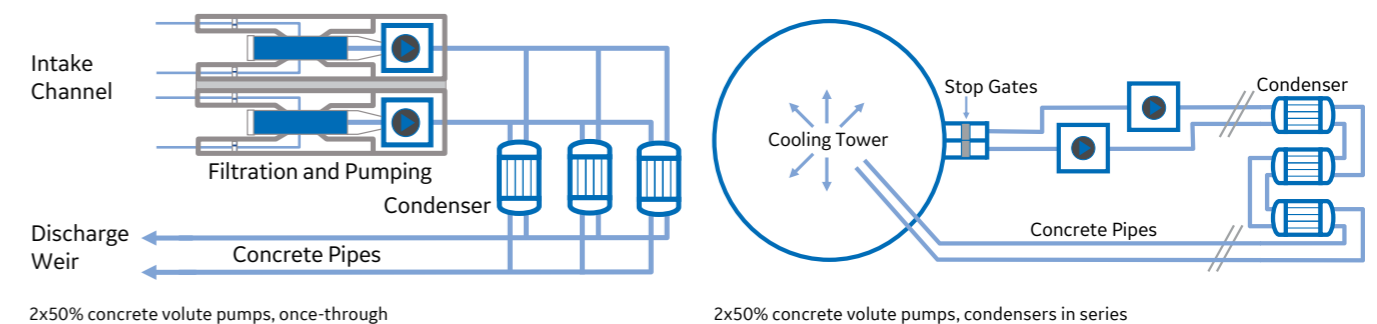 Intake
Channel
Filtration and Pumping
Condenser
Discharge
Weir
Concrete Pipes
2x50% concrete volute pumps, once-through
Stop Gates
Condenser
Cooling Tower
Concrete Pipes
2x50% concrete volute pumps, condensers in series